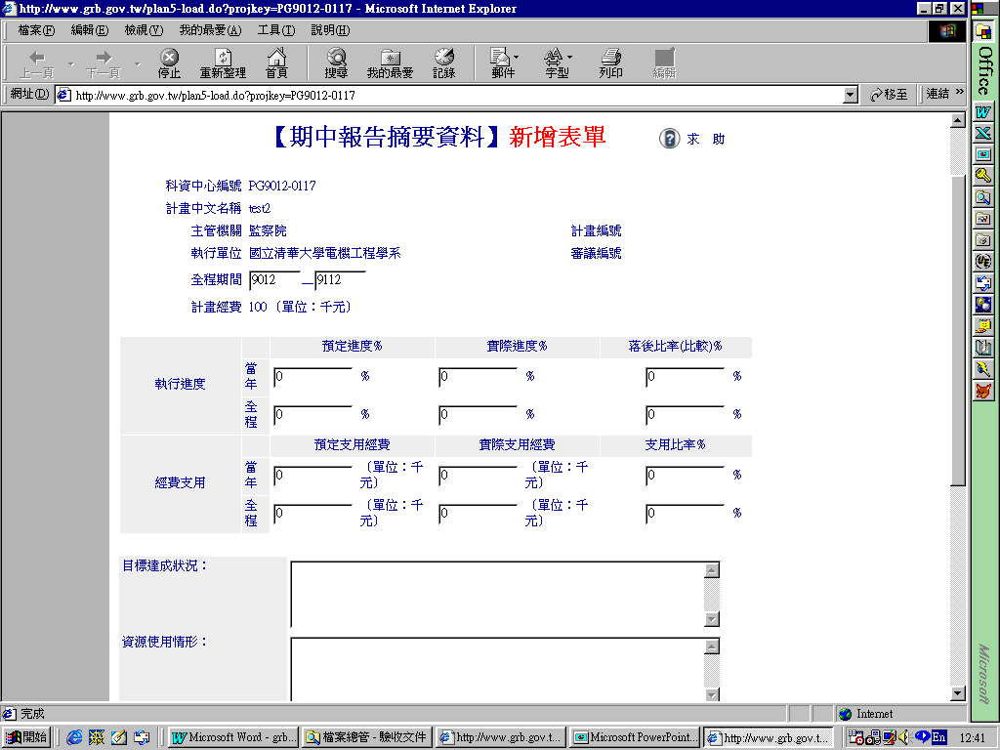 http://www.grb.gov.tw/plan5-load.do?projkey=PG9012-0117 - Microsoft Internet Explorer
檔案(F) 編輯(E) 檢視(V) 我的最愛(A) 工具(T) 說明(H)
上一頁 下一頁 停止 重新整理 首頁 搜尋 我的最愛 記錄 郵件 字型 列印 編輯
網址(D) http://www.grb.gov.tw/plan5-load.do?projkey=PG9012-0117 移至 連結 »
Office
【期中報告摘要資料】新增表單 求 助
科資中心編號 PG9012-0117
計畫中文名稱 test2
主管機關 監察院 計畫編號
執行單位 國立清華大學電機工程學系 審議編號
全程期間 9012 __ 9112
計畫經費 100 〔單位：千元〕
預定進度% 實際進度% 落後比率(比較)%
執行進度
當年 0 % 0 % 0 %
全程 0 % 0 % 0 %
預定支用經費 實際支用經費 支用比率%
經費支用
當年 0 〔單位：千元〕 0 〔單位：千元〕 0 %
全程 0 〔單位：千元〕 0 〔單位：千元〕 0 %
目標達成狀況：
資源使用情形：
Microsoft
完成 Internet
開始 Microsoft Word - grb... 檔案總管 - 驗收文件 http://www.grb.gov.t... Microsoft PowerPoint... http://www.grb.gov.t... En 12:41